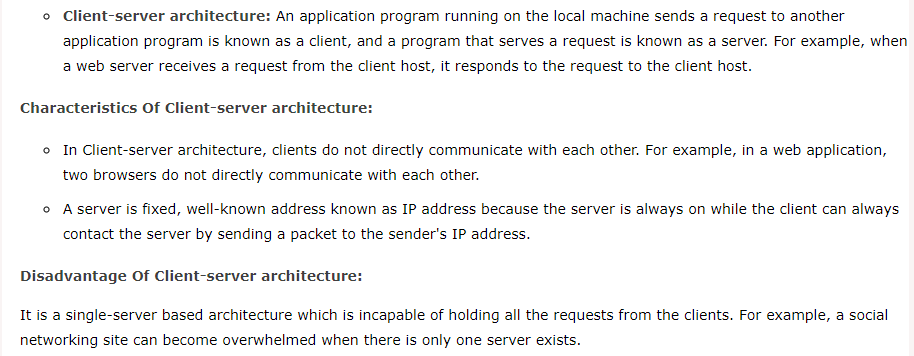 Client-server architecture: An application program running on the local machine sends a request to another
application program is known as a client, and a program that serves a request is known as a server. For example, when
a web server receives a request from the client host, it responds to the request to the client host.
Characteristics Of Client-server architecture:
In Client-server architecture, clients do not directly communicate with each other. For example, in a web application,
two browsers do not directly communicate with each other.
A server is fixed, well-known address known as IP address because the server is always on while the client can always
contact the server by sending a packet to the sender's IP address.
Disadvantage Of Client-server architecture:
It is a single-server based architecture which is incapable of holding all the requests from the clients. For example, a social
networking site can become overwhelmed when there is only one server exists.